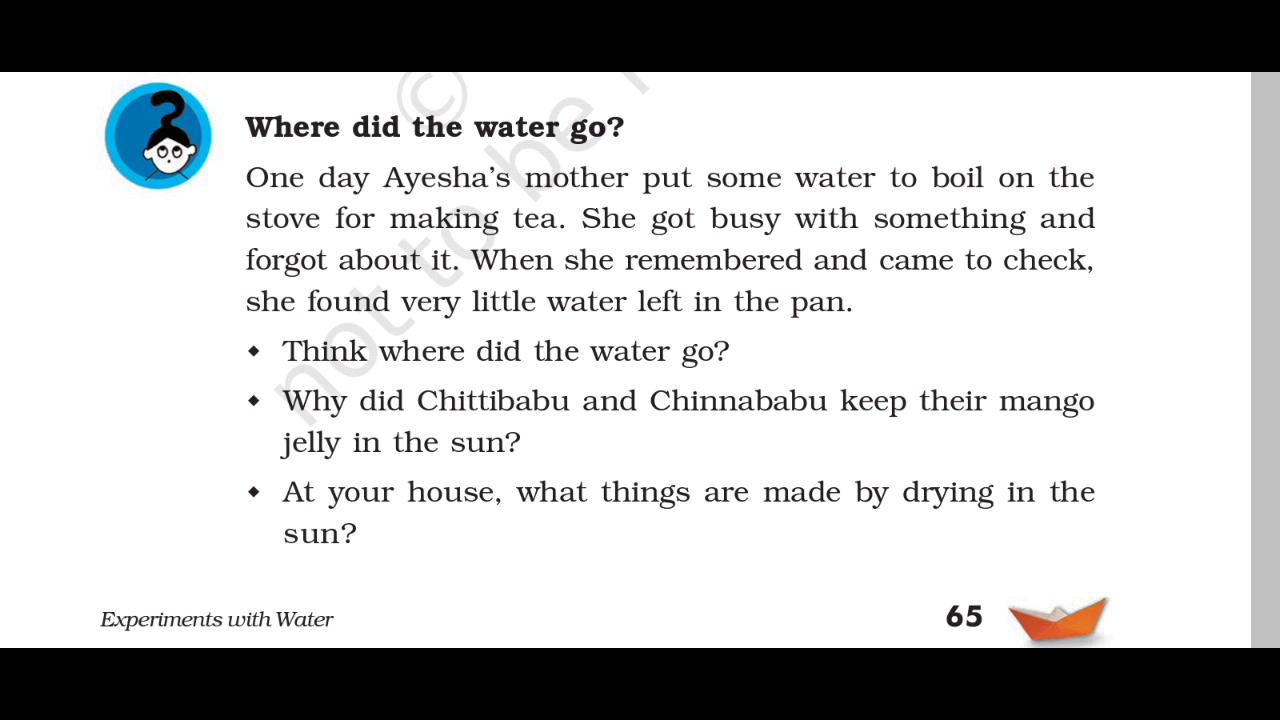 Where did the water go?
One day Ayesha's mother put some water to boil on the
stove for making tea. She got busy with something and
forgot about it. When she remembered and came to check,
she found very little water left in the pan.
◆ Think where did the water go?
◆ Why did Chittibabu and Chinnababu keep their mango
jelly in the sun?
◆ At your house, what things are made by drying in the
sun?
Experiments with Water
65
©
not to be r